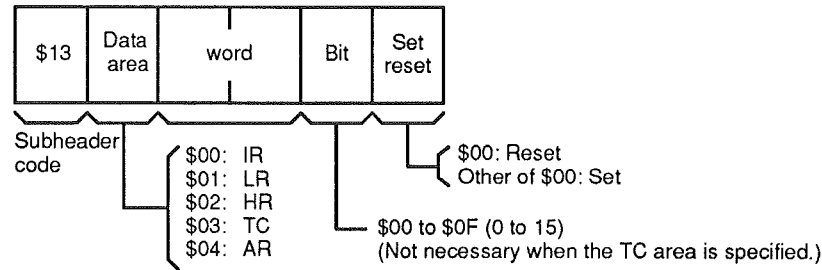 $13
Data
area
word
Bit
Set
reset
Subheader
code
$00: IR
$01: LR
$02: HR
$03: TC
$04: AR
$00: Reset
Other of $00: Set
$00 to $0F (0 to 15)
(Not necessary when the TC area is specified.)